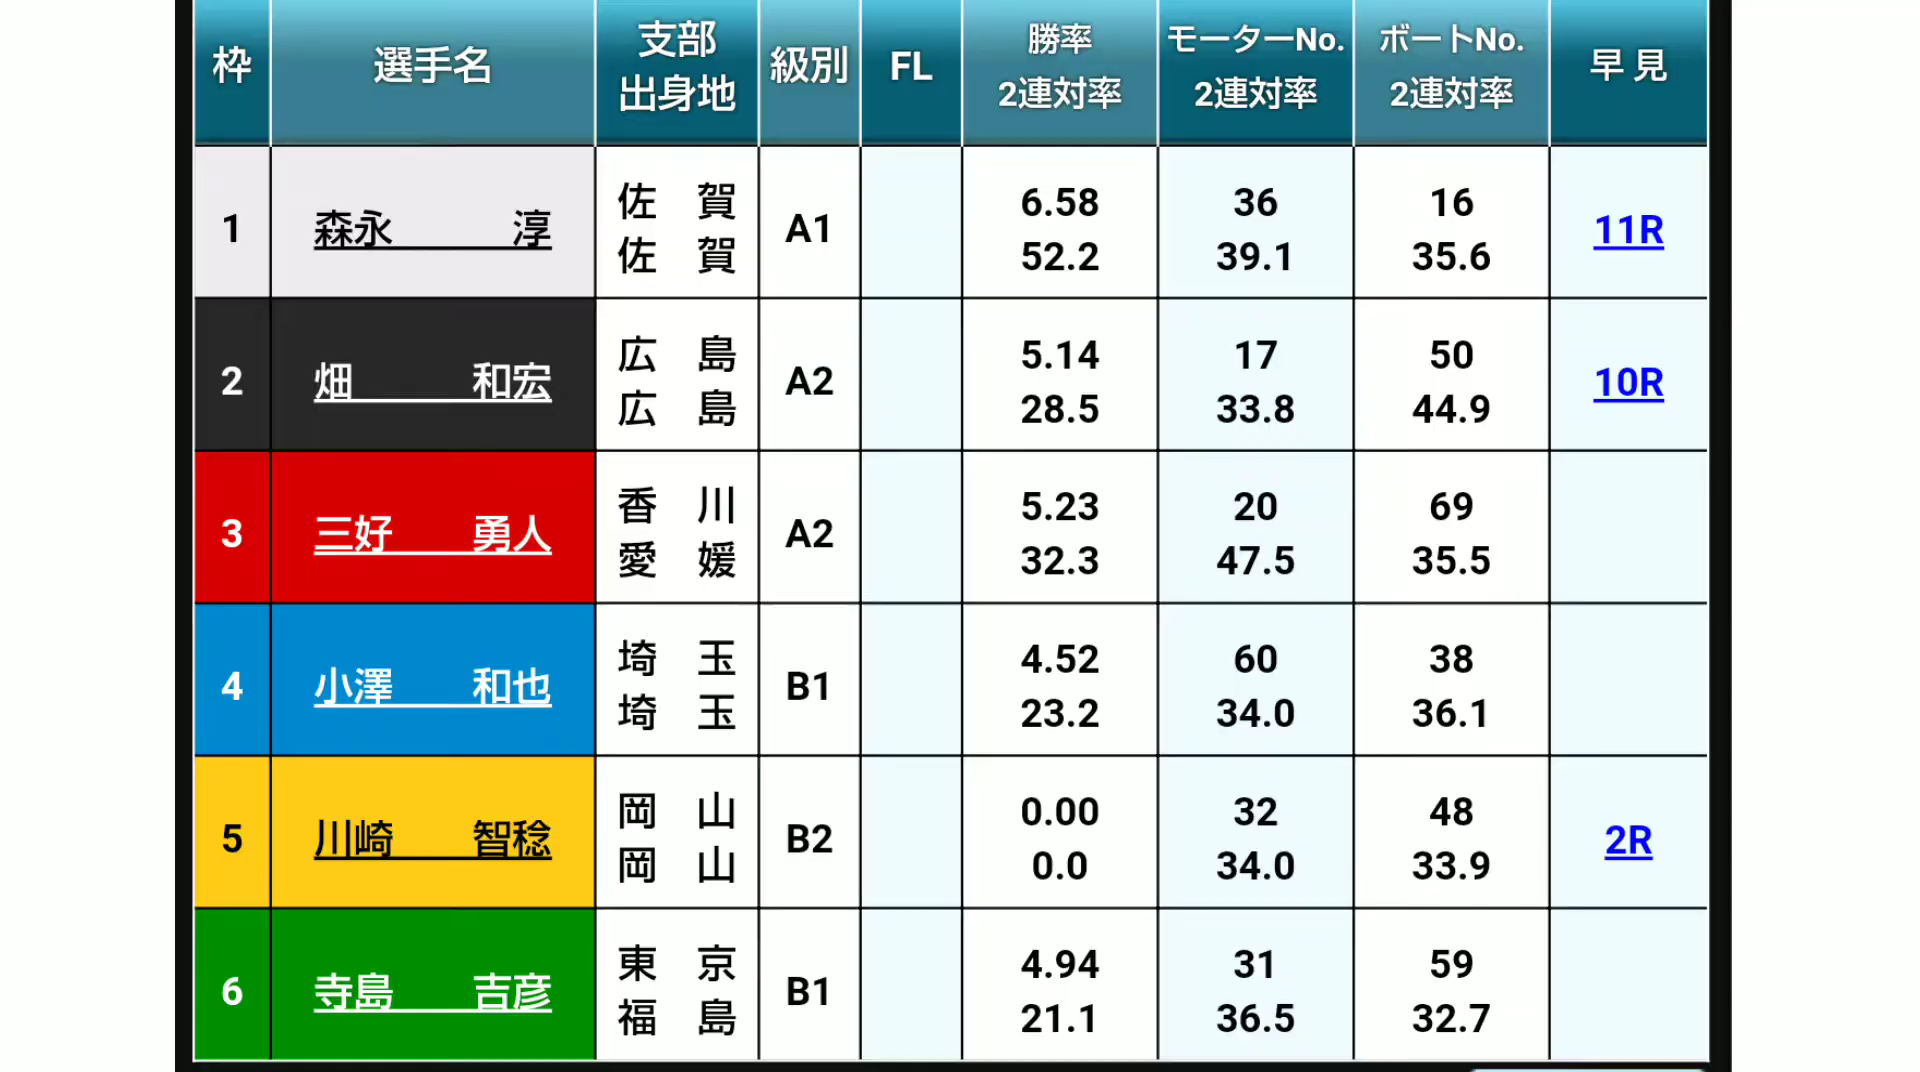 枠 選手名 支部 出身地 級別 FL 勝率 2連対率 モーターNo. 2連対率 ボートNo. 2連対率 早見
1 森永 淳 佐賀 A1 6.58 36 16 11R
佐賀 52.2 39.1 35.6
2 畑 和宏 広島 A2 5.14 17 50 10R
広島 28.5 33.8 44.9
3 三好 勇人 香川 A2 5.23 20 69
愛媛 32.3 47.5 35.5
4 小澤 和也 埼玉 B1 4.52 60 38
埼玉 23.2 34.0 36.1
5 川崎 智稔 岡山 B2 0.00 32 48 2R
岡山 0.0 34.0 33.9
6 寺島 吉彦 東京 B1 4.94 31 59
福島 21.1 36.5 32.7